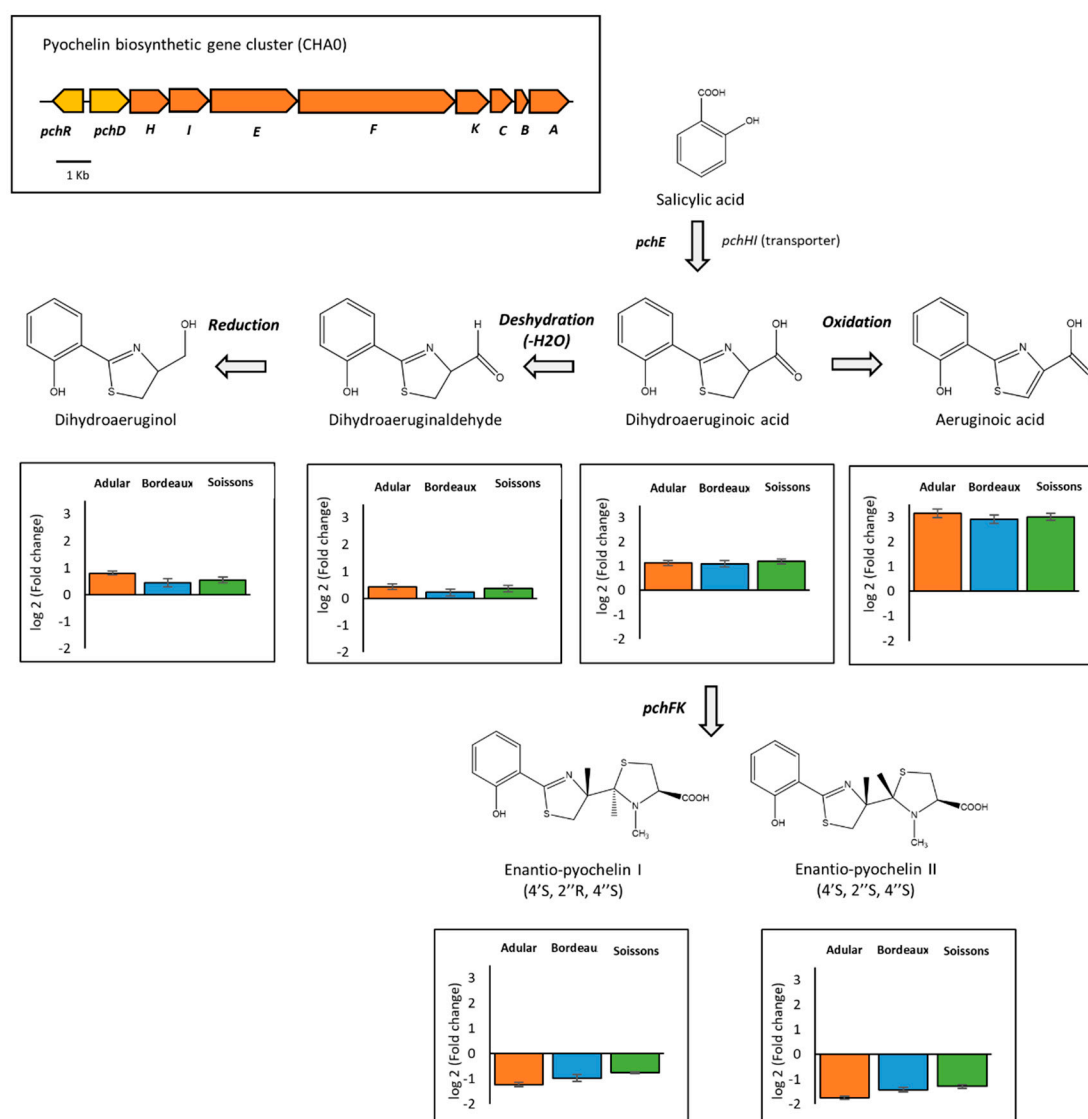 Pyochelin biosynthetic gene cluster (CHA0)
pchR pchD H I E F K C B A
1 Kb
COOH
OH
Salicylic acid
pchE pchHI (transporter)
OH
N
S
OH
Dihydroaeruginol
Reduction
H
N
O
S
OH
Dihydroaeruginaldehyde
Deshydration
(-H2O)
OH
N
O
S
OH
Dihydroaeruginoic acid
Oxidation
OH
N
O
S
OH
Aeruginoic acid
Adular Bordeaux Soissons
log 2 (Fold change)
3
2
1
0
-1
-2
Adular Bordeaux Soissons
log 2 (Fold change)
3
2
1
0
-1
-2
Adular Bordeaux Soissons
log 2 (Fold change)
3
2
1
0
-1
-2
Adular Bordeaux Soissons
log 2 (Fold change)
3
2
1
0
-1
-2
pchFK
S
N
COOH
N
OH
S
CH3
Enantio-pyochelin I
(4'S, 2''R, 4''S)
S
N
COOH
N
OH
S
CH3
Enantio-pyochelin II
(4'S, 2''S, 4''S)
Adular Bordeau Soissons
log 2 (Fold change)
3
2
1
0
-1
-2
Adular Bordeaux Soissons
log 2 (Fold change)
3
2
1
0
-1
-2